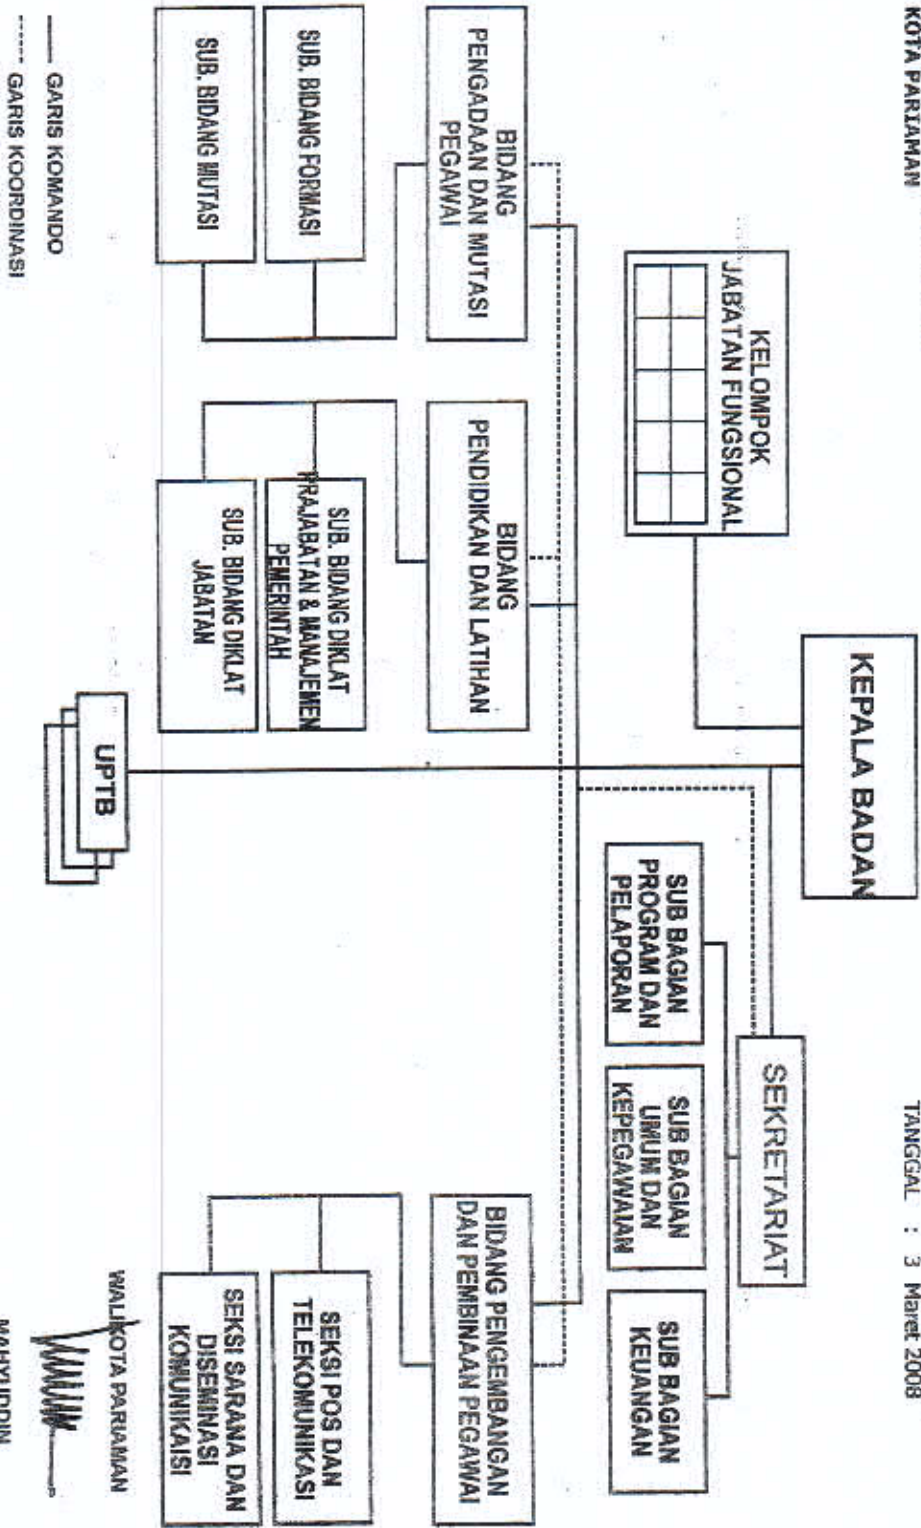 KOTA PARIAMAN
TANGGAL : 3 Maret 2008
KEPALA BADAN
KELOMPOK
JABATAN FUNGSIONAL
SEKRETARIAT
SUB BAGIAN
PROGRAM DAN
PELAPORAN
SUB BAGIAN
UMUM DAN
KEPEGAWAIAN
SUB BAGIAN
KEUANGAN
BIDANG
PENGADAAN DAN MUTASI
PEGAWAI
BIDANG
PENDIDIKAN DAN LATIHAN
BIDANG PENGEMBANGAN
DAN PEMBINAAN PEGAWAI
SUB. BIDANG FORMASI
SUB. BIDANG DIKLAT
PRAJABATAN & MANAJEMEN
PEMERINTAH
SEKSI POS DAN
TELEKOMUNIKASI
SUB. BIDANG MUTASI
SUB. BIDANG DIKLAT
JABATAN
SEKSI SARANA DAN
DISEMINASI
KOMUNIKAISI
UPTB
GARIS KOMANDO
GARIS KOORDINASI
WALIKOTA PARIAMAN
MAHYUDDIN